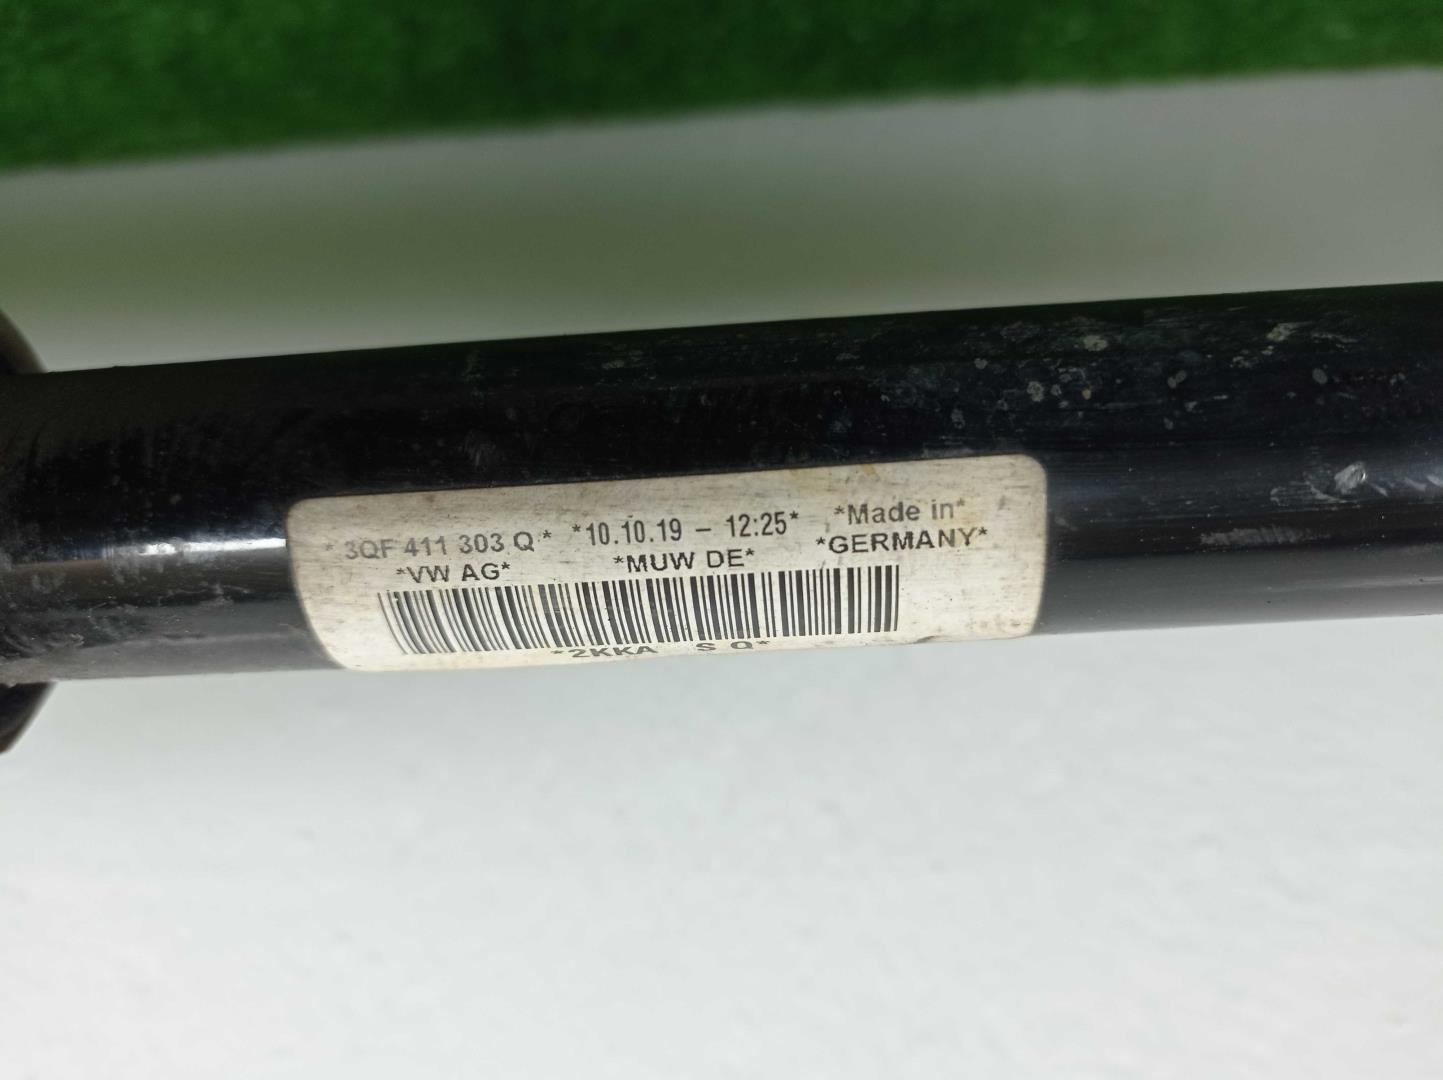 *3QF 411 303 Q* *10.10.19 – 12:25* *Made in*
*VW AG* *MUW DE* *GERMANY*
*2KKA S Q*